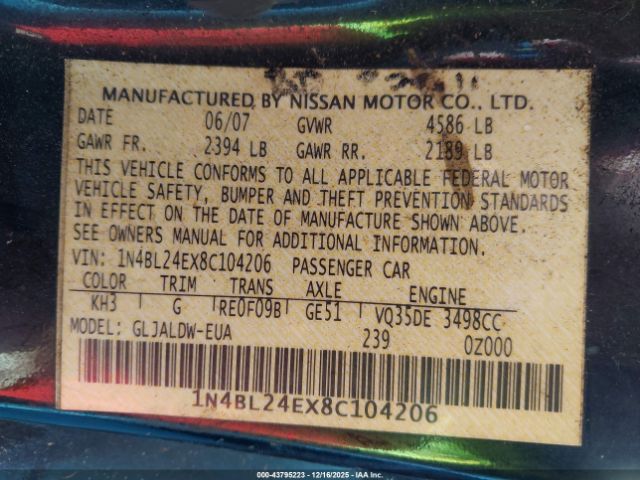 MANUFACTURED BY NISSAN MOTOR CO., LTD.
DATE 06/07 GVWR 4586 LB
GAWR FR. 2394 LB GAWR RR. 2189 LB
THIS VEHICLE CONFORMS TO ALL APPLICABLE FEDERAL MOTOR
VEHICLE SAFETY, BUMPER AND THEFT PREVENTION STANDARDS
IN EFFECT ON THE DATE OF MANUFACTURE SHOWN ABOVE.
SEE OWNERS MANUAL FOR ADDITIONAL INFORMATION.
VIN: 1N4BL24EX8C104206 PASSENGER CAR
COLOR TRIM TRANS AXLE ENGINE
KH3 G RE0F09B GE51 VQ35DE 3498CC
MODEL: GLJALDW-EUA 239 0Z000
1N4BL24EX8C104206
000-43795223 - 12/16/2025 - IAA Inc.